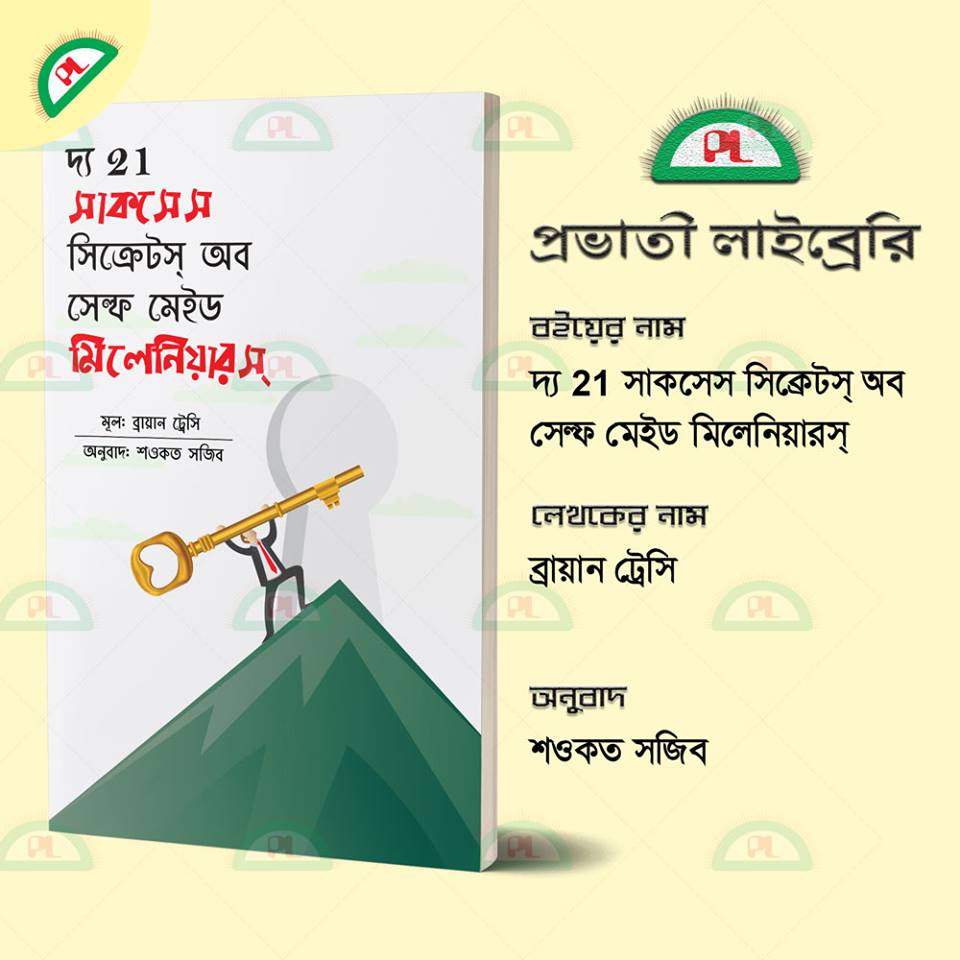 PL
দ্য 21
সাকসেস
সিক্রেটস্ অব
সেল্ফ মেইড
মিলেনিয়ারস্
মূল: ব্রায়ান ট্রেসি
অনুবাদ: শওকত সজিব
PL
প্রভাতী লাইব্রেরি
বইয়ের নাম
দ্য 21 সাকসেস সিক্রেটস্ অব
সেল্ফ মেইড মিলেনিয়ারস্
লেখকের নাম
ব্রায়ান ট্রেসি
অনুবাদ
শওকত সজিব